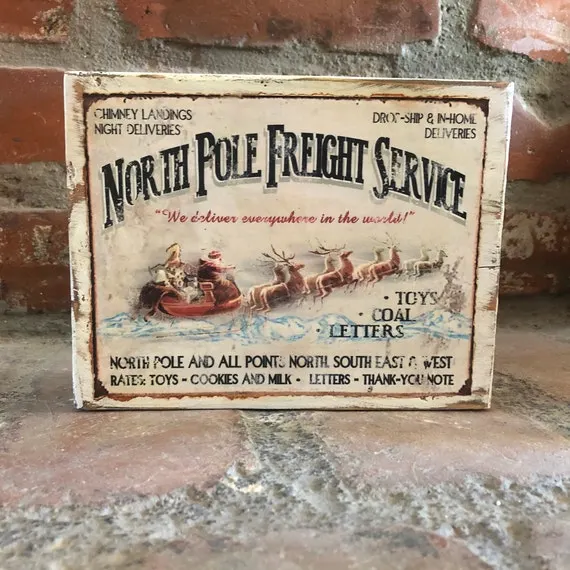 CHIMNEY LANDINGS
NIGHT DELIVERIES
DROP-SHIP & IN-HOME
DELIVERIES
NORTH POLE FREIGHT SERVICE
"We deliver everywhere in the world!"
• TOYS
• COAL
• LETTERS
NORTH POLE AND ALL POINTS NORTH, SOUTH EAST & WEST
RATES: TOYS - COOKIES AND MILK • LETTERS - THANK-YOU NOTE